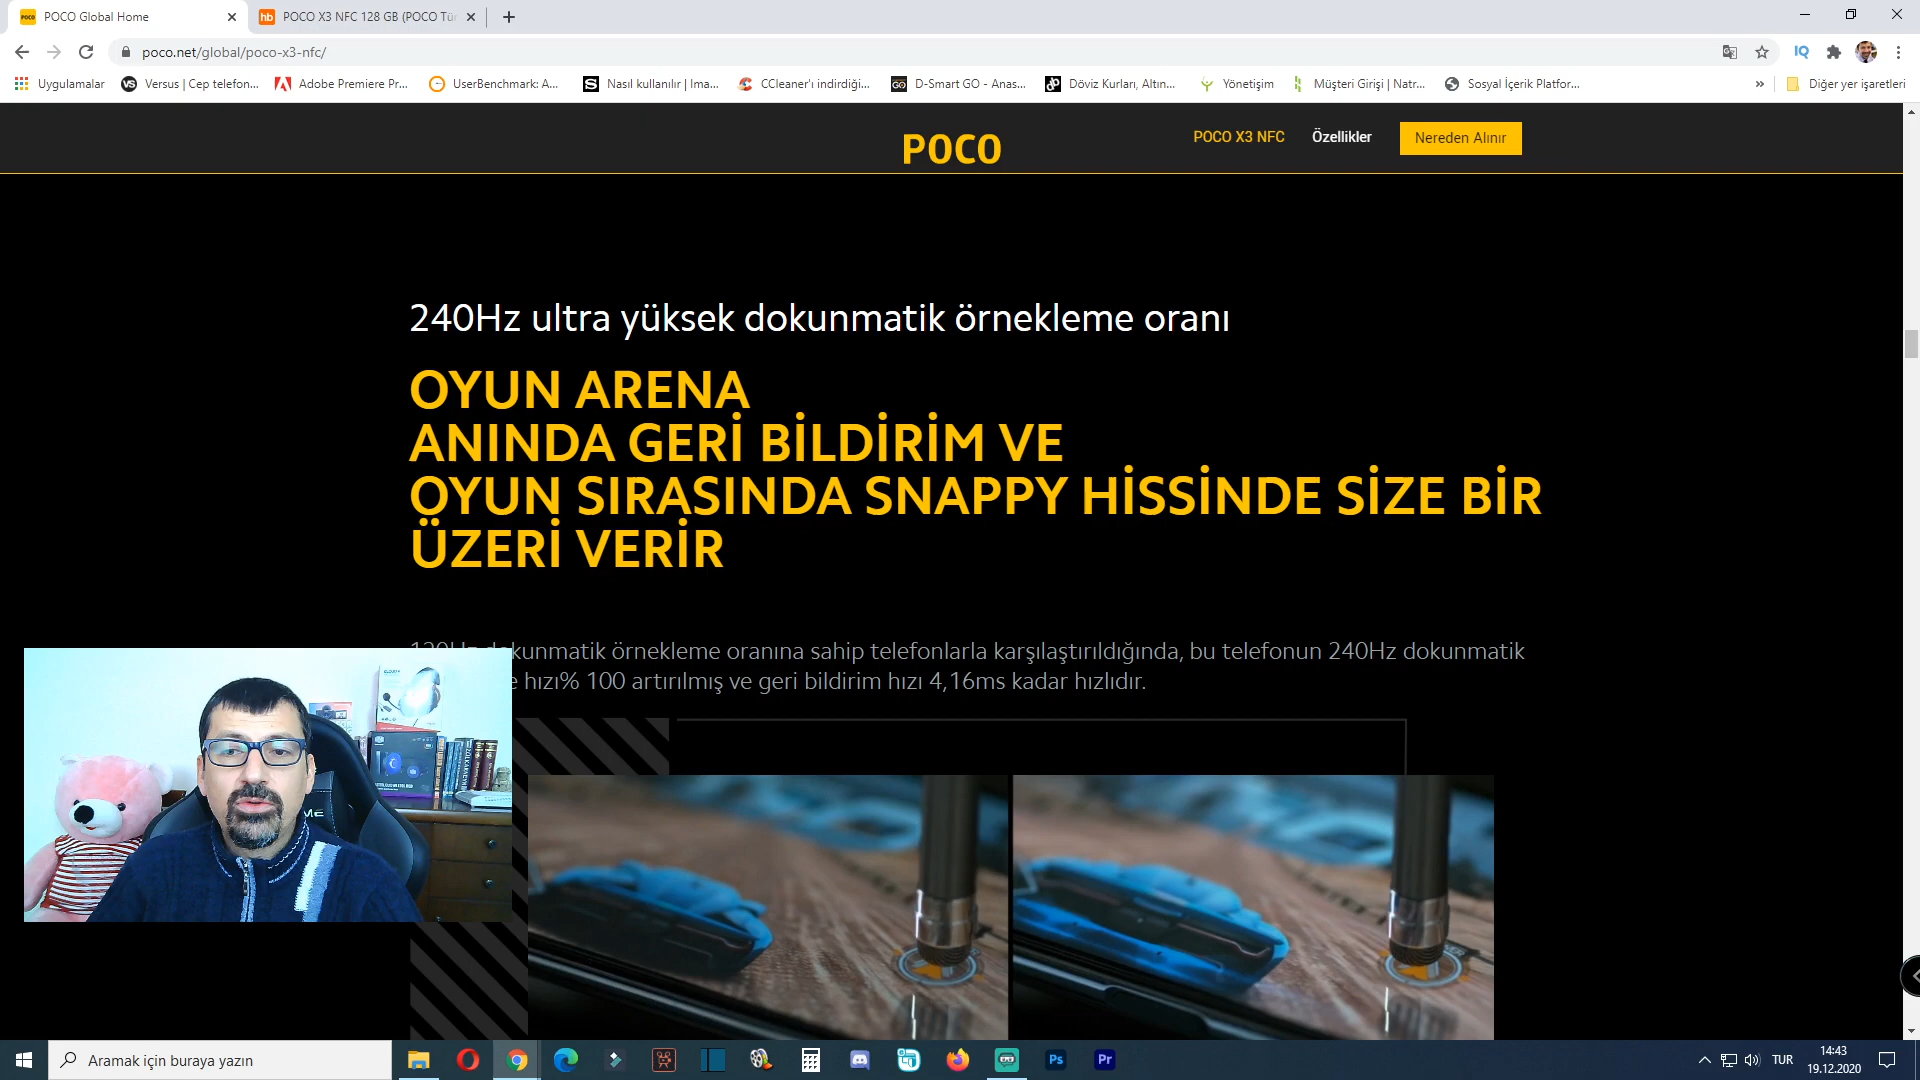 POCO Global Home
POCO X3 NFC 128 GB (POCO Tür
poco.net/global/poco-x3-nfc/
Uygulamalar
Versus | Cep telefon...
Adobe Premiere Pr...
UserBenchmark: A...
Nasıl kullanılır | Ima...
CCleaner'ı indirdiği...
D-Smart GO - Anas...
Döviz Kurları, Altın...
Yönetişim
Müşteri Girişi | Natr...
Sosyal İçerik Platfor...
»
Diğer yer işaretleri
POCO
POCO X3 NFC
Özellikler
Nereden Alınır
240Hz ultra yüksek dokunmatik örnekleme oranı
OYUN ARENA
ANINDA GERİ BİLDİRİM VE
OYUN SIRASINDA SNAPPY HİSSİNDE SİZE BİR
ÜZERİ VERİR
120Hz dokunmatik örnekleme oranına sahip telefonlarla karşılaştırıldığında, bu telefonun 240Hz dokunmatik
hızı% 100 artırılmış ve geri bildirim hızı 4,16ms kadar hızlıdır.
Aramak için buraya yazın
TUR
14:43
19.12.2020